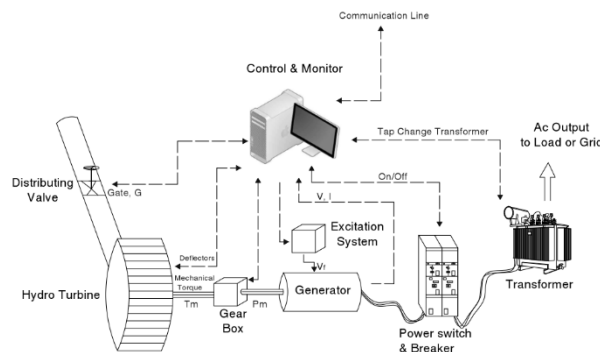 Communication Line
Control & Monitor
Tap Change Transformer
Ac Output
to Load or Grid
On/Off
Distributing
Valve
Gate, G
V, I
Excitation
System
Deflectors
Vf
Mechanical
Torque
Hydro Turbine
Tm
Gear
Box
Pm
Generator
Transformer
Power switch
& Breaker